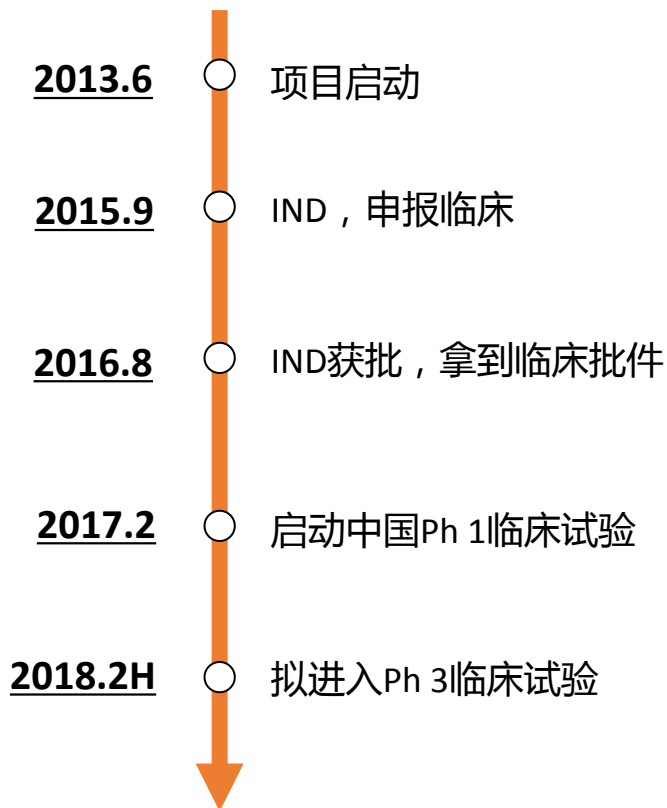 2013.6 项目启动
2015.9 IND，申报临床
2016.8 IND获批，拿到临床批件
2017.2 启动中国Ph 1临床试验
2018.2H 拟进入Ph 3临床试验